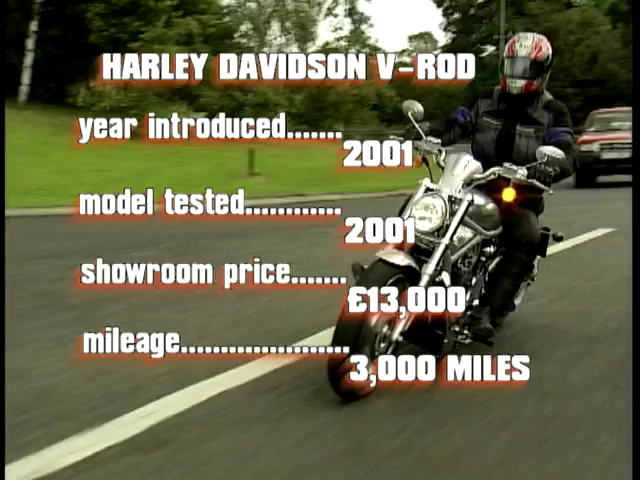 HARLEY DAVIDSON V-ROD
year introduced.......
2001
model tested............
2001
showroom price.......
£13,000
mileage.....................
3,000 MILES